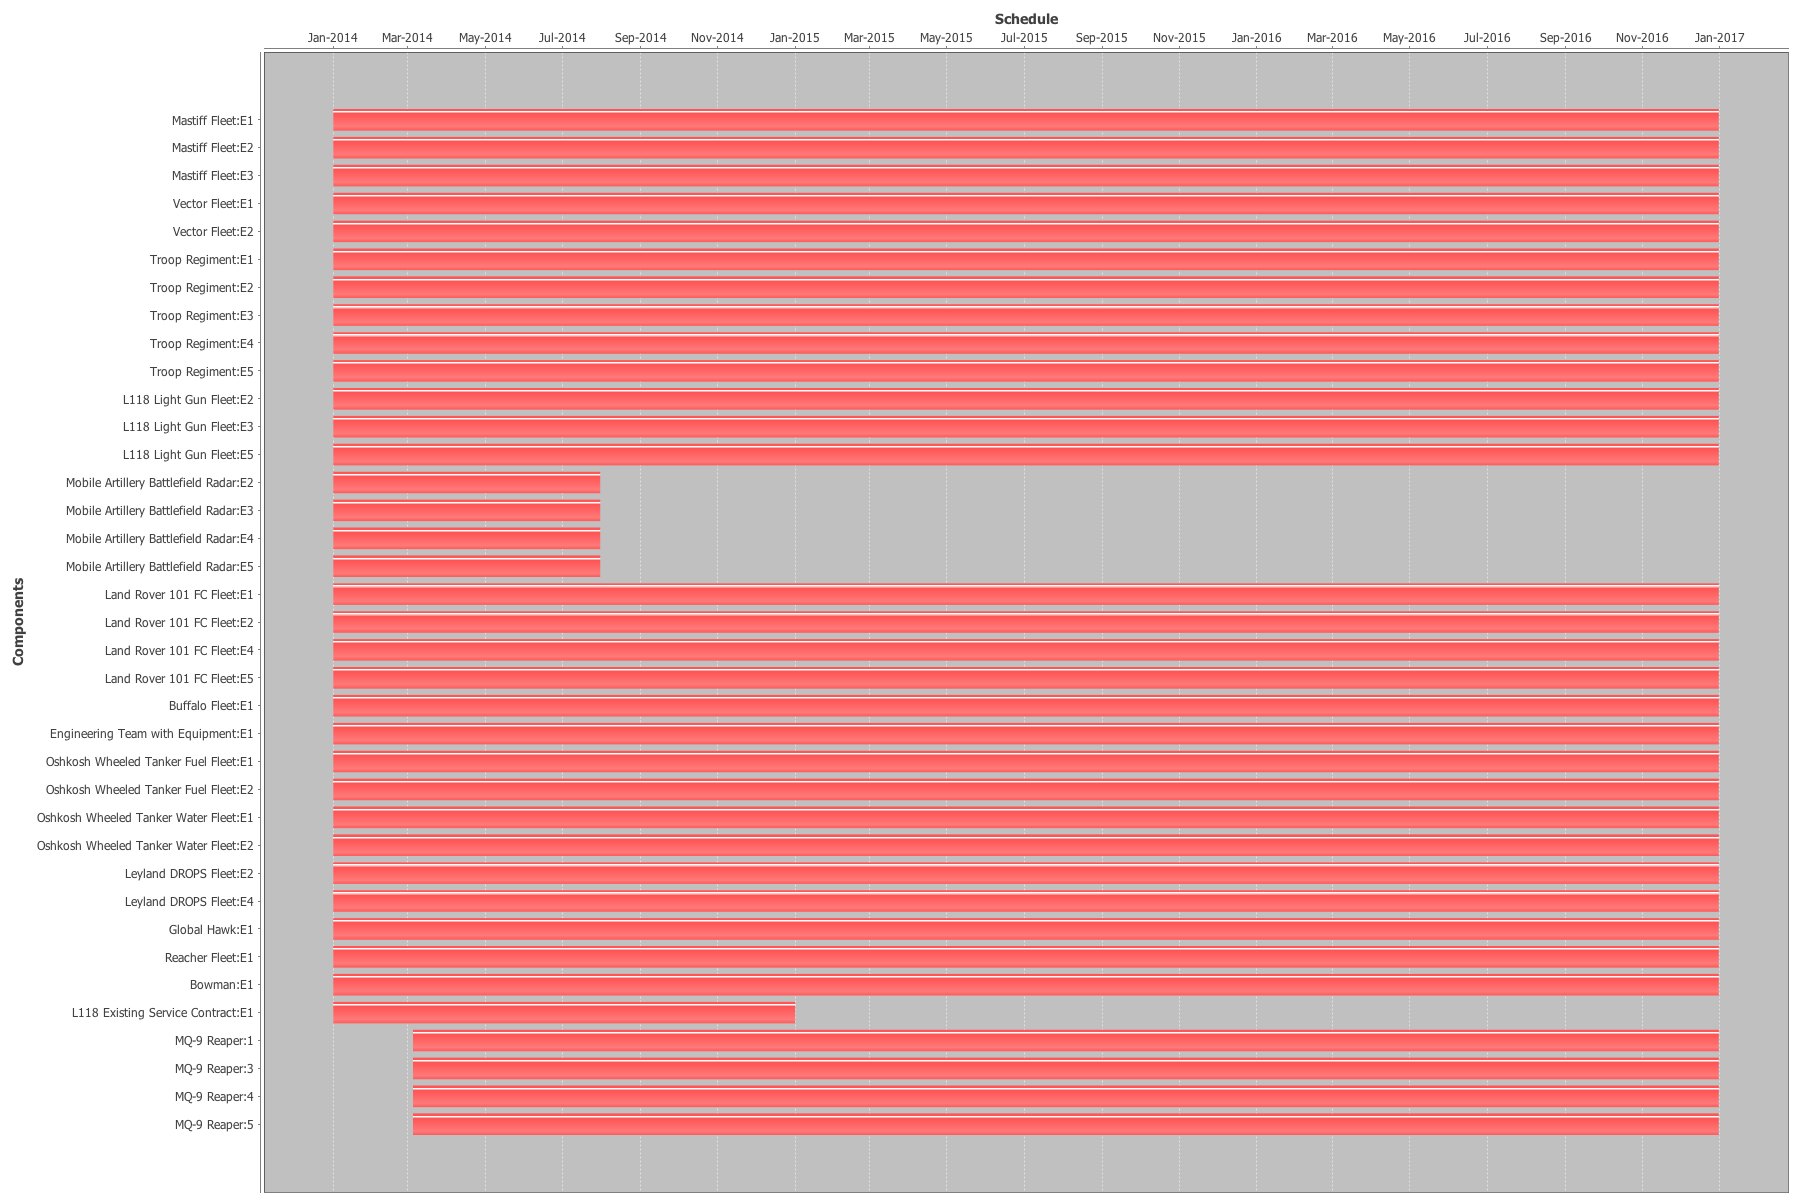 Schedule
Jan-2014 Mar-2014 May-2014 Jul-2014 Sep-2014 Nov-2014 Jan-2015 Mar-2015 May-2015 Jul-2015 Sep-2015 Nov-2015 Jan-2016 Mar-2016 May-2016 Jul-2016 Sep-2016 Nov-2016 Jan-2017
Components
Mastiff Fleet:E1
Mastiff Fleet:E2
Mastiff Fleet:E3
Vector Fleet:E1
Vector Fleet:E2
Troop Regiment:E1
Troop Regiment:E2
Troop Regiment:E3
Troop Regiment:E4
Troop Regiment:E5
L118 Light Gun Fleet:E2
L118 Light Gun Fleet:E3
L118 Light Gun Fleet:E5
Mobile Artillery Battlefield Radar:E2
Mobile Artillery Battlefield Radar:E3
Mobile Artillery Battlefield Radar:E4
Mobile Artillery Battlefield Radar:E5
Land Rover 101 FC Fleet:E1
Land Rover 101 FC Fleet:E2
Land Rover 101 FC Fleet:E4
Land Rover 101 FC Fleet:E5
Buffalo Fleet:E1
Engineering Team with Equipment:E1
Oshkosh Wheeled Tanker Fuel Fleet:E1
Oshkosh Wheeled Tanker Fuel Fleet:E2
Oshkosh Wheeled Tanker Water Fleet:E1
Oshkosh Wheeled Tanker Water Fleet:E2
Leyland DROPS Fleet:E2
Leyland DROPS Fleet:E4
Global Hawk:E1
Reacher Fleet:E1
Bowman:E1
L118 Existing Service Contract:E1
MQ-9 Reaper:1
MQ-9 Reaper:3
MQ-9 Reaper:4
MQ-9 Reaper:5